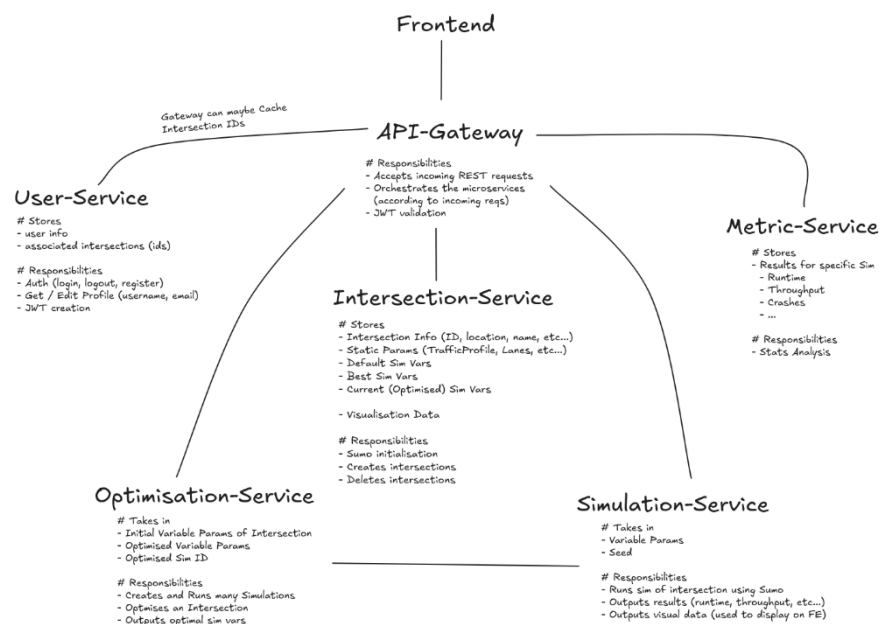 Frontend
Gateway can maybe Cache
Intersection IDs
API-Gateway
# Responsibilities
- Accepts incoming REST requests
- Orchestrates the microservices
(according to incoming reqs)
- JWT validation
User-Service
# Stores
- user info
- associated intersections (ids)
# Responsibilities
- Auth (login, logout, register)
- Get / Edit Profile (username, email)
- JWT creation
Metric-Service
# Stores
- Results for specific Sim
- Runtime
- Throughput
- Crashes
- ...
# Responsibilities
- Stats Analysis
Intersection-Service
# Stores
- Intersection Info (ID, location, name, etc...)
- Static Params (TrafficProfile, Lanes, etc...)
- Default Sim Vars
- Best Sim Vars
- Current (Optimised) Sim Vars
- Visualisation Data
# Responsibilities
- Sumo initialisation
- Creates intersections
- Deletes intersections
Optimisation-Service
# Takes in
- Initial Variable Params of Intersection
- Optimised Variable Params
- Optimised Sim ID
# Responsibilities
- Creates and Runs many Simulations
- Optimises an Intersection
- Outputs optimal sim vars
Simulation-Service
# Takes in
- Variable Params
- Seed
# Responsibilities
- Runs sim of intersection using Sumo
- Outputs results (runtime, throughput, etc...)
- Outputs visual data (used to display on FE)